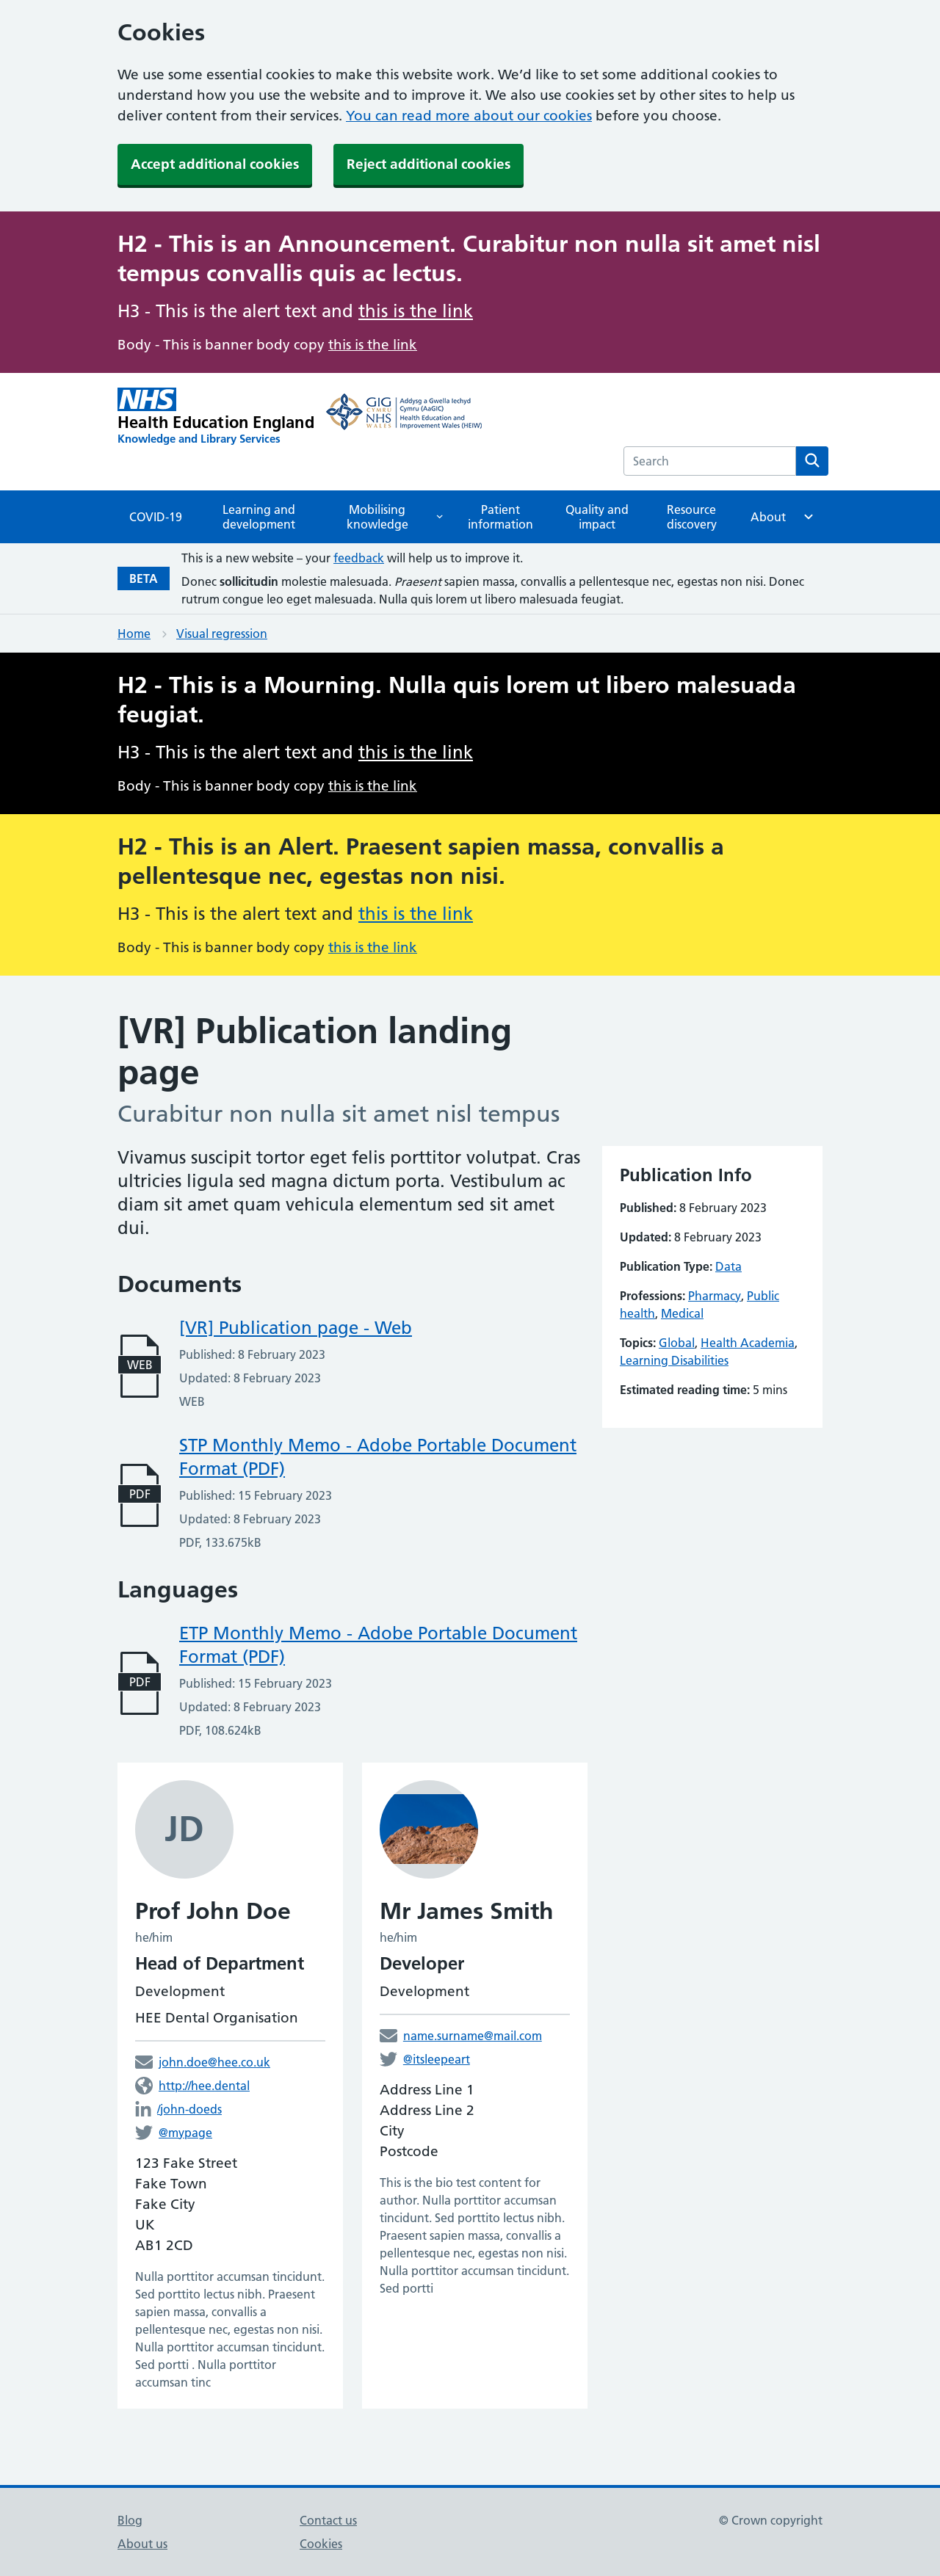 Cookies
We use some essential cookies to make this website work. We’d like to set some additional cookies to
understand how you use the website and to improve it. We also use cookies set by other sites to help us
deliver content from their services. You can read more about our cookies before you choose.
Accept additional cookies
Reject additional cookies
H2 - This is an Announcement. Curabitur non nulla sit amet nisl
tempus convallis quis ac lectus.
H3 - This is the alert text and this is the link
Body - This is banner body copy this is the link
NHS
Health Education England
Knowledge and Library Services
GIG
CYMRU
NHS
WALES
Addysg a Gwella Iechyd
Cymru (AaGIC)
Health Education and
Improvement Wales (HEIW)
Search
COVID-19
Learning and
development
Mobilising
knowledge
Patient
information
Quality and
impact
Resource
discovery
About
BETA
This is a new website – your feedback will help us to improve it.
Donec sollicitudin molestie malesuada. Praesent sapien massa, convallis a pellentesque nec, egestas non nisi. Donec
rutrum congue leo eget malesuada. Nulla quis lorem ut libero malesuada feugiat.
Home
Visual regression
H2 - This is a Mourning. Nulla quis lorem ut libero malesuada
feugiat.
H3 - This is the alert text and this is the link
Body - This is banner body copy this is the link
H2 - This is an Alert. Praesent sapien massa, convallis a
pellentesque nec, egestas non nisi.
H3 - This is the alert text and this is the link
Body - This is banner body copy this is the link
[VR] Publication landing
page
Curabitur non nulla sit amet nisl tempus
Vivamus suscipit tortor eget felis porttitor volutpat. Cras
ultricies ligula sed magna dictum porta. Vestibulum ac
diam sit amet quam vehicula elementum sed sit amet
dui.
Documents
WEB
[VR] Publication page - Web
Published: 8 February 2023
Updated: 8 February 2023
WEB
PDF
STP Monthly Memo - Adobe Portable Document
Format (PDF)
Published: 15 February 2023
Updated: 8 February 2023
PDF, 133.675kB
Languages
PDF
ETP Monthly Memo - Adobe Portable Document
Format (PDF)
Published: 15 February 2023
Updated: 8 February 2023
PDF, 108.624kB
Publication Info
Published: 8 February 2023
Updated: 8 February 2023
Publication Type: Data
Professions: Pharmacy, Public
health, Medical
Topics: Global, Health Academia,
Learning Disabilities
Estimated reading time: 5 mins
JD
Prof John Doe
he/him
Head of Department
Development
HEE Dental Organisation
john.doe@hee.co.uk
http://hee.dental
/john-doeds
@mypage
123 Fake Street
Fake Town
Fake City
UK
AB1 2CD
Nulla porttitor accumsan tincidunt.
Sed porttito lectus nibh. Praesent
sapien massa, convallis a
pellentesque nec, egestas non nisi.
Nulla porttitor accumsan tincidunt.
Sed portti . Nulla porttitor
accumsan tinc
Mr James Smith
he/him
Developer
Development
name.surname@mail.com
@itsleepeart
Address Line 1
Address Line 2
City
Postcode
This is the bio test content for
author. Nulla porttitor accumsan
tincidunt. Sed porttito lectus nibh.
Praesent sapien massa, convallis a
pellentesque nec, egestas non nisi.
Nulla porttitor accumsan tincidunt.
Sed portti
Blog
About us
Contact us
Cookies
© Crown copyright